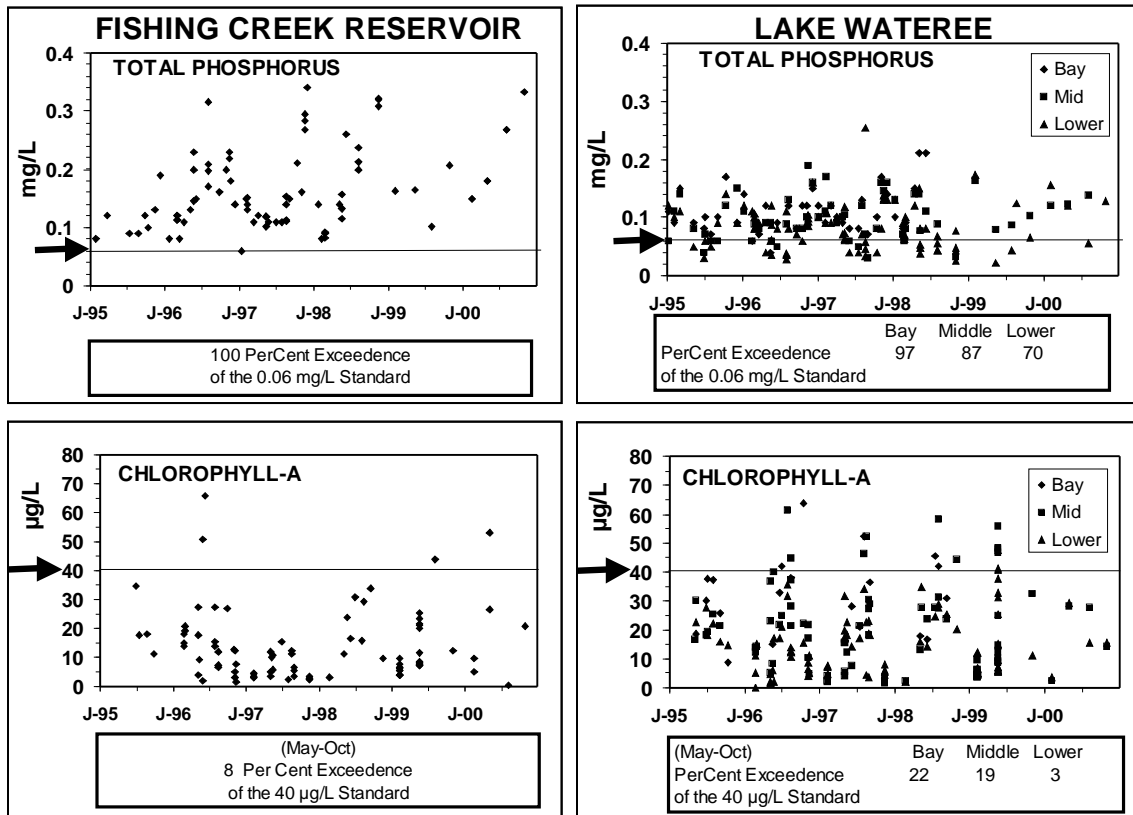 FISHING CREEK RESERVOIR
TOTAL PHOSPHORUS
mg/L
0.4
0.3
0.2
0.1
0
J-95 J-96 J-97 J-98 J-99 J-00
100 PerCent Exceedence
of the 0.06 mg/L Standard
LAKE WATEREE
TOTAL PHOSPHORUS
Bay
Mid
Lower
mg/L
0.4
0.3
0.2
0.1
0
J-95 J-96 J-97 J-98 J-99 J-00
Bay Middle Lower
PerCent Exceedence 97 87 70
of the 0.06 mg/L Standard
CHLOROPHYLL-A
µg/L
80
70
60
50
40
30
20
10
0
J-95 J-96 J-97 J-98 J-99 J-00
(May-Oct)
8 Per Cent Exceedence
of the 40 µg/L Standard
CHLOROPHYLL-A
Bay
Mid
Lower
µg/L
80
70
60
50
40
30
20
10
0
J-95 J-96 J-97 J-98 J-99 J-00
(May-Oct) Bay Middle Lower
PerCent Exceedence 22 19 3
of the 40 µg/L Standard